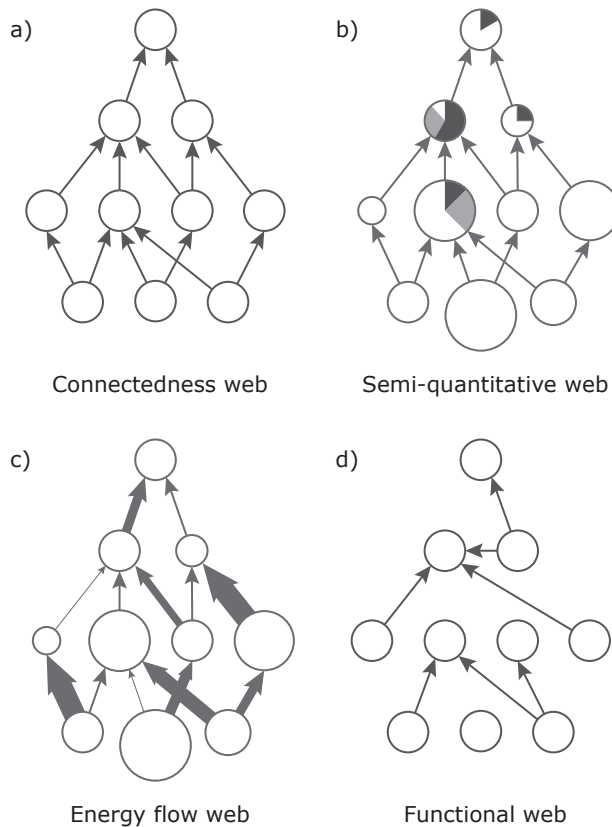 a)
b)
Connectedness web
Semi-quantitative web
c)
d)
Energy flow web
Functional web